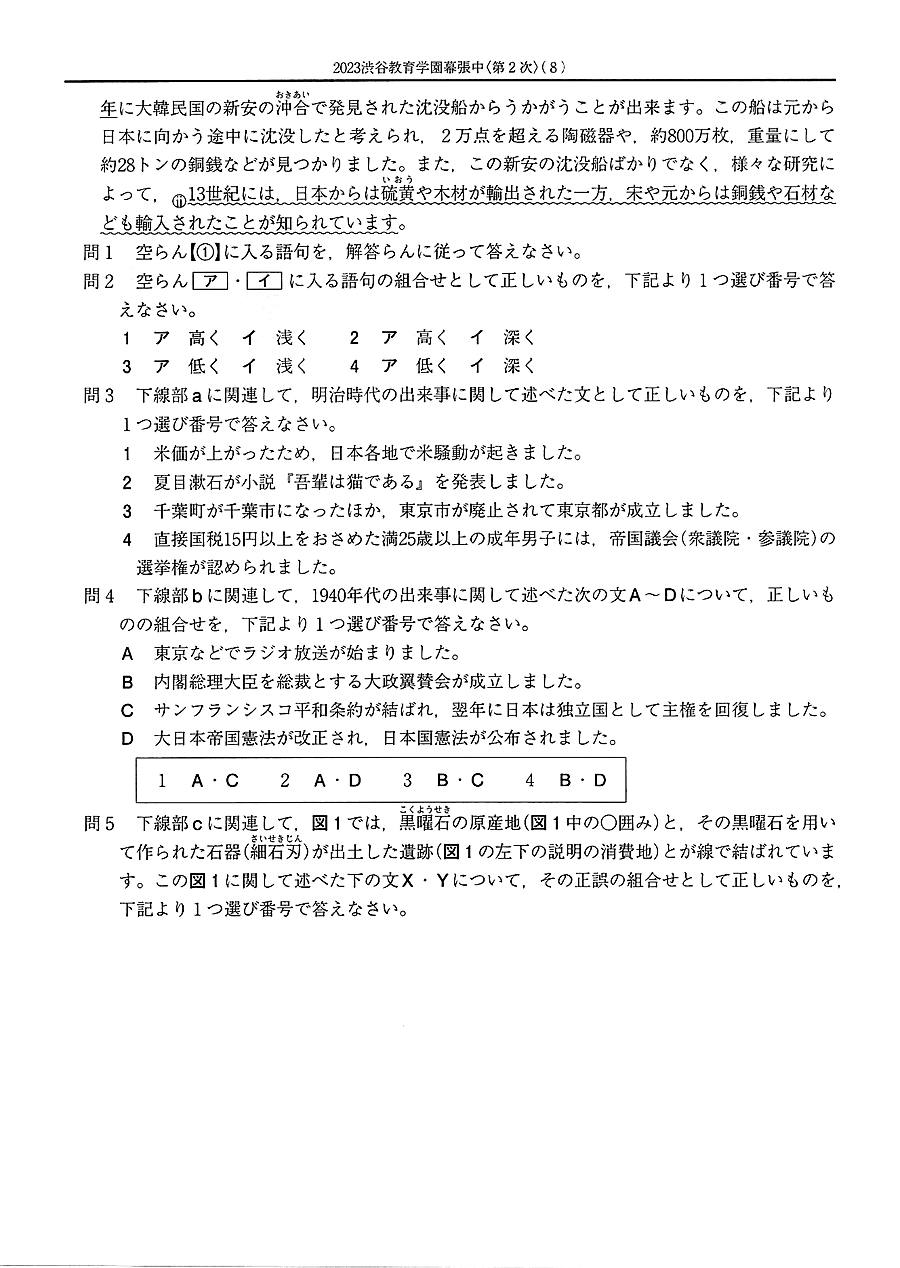 2023渋谷教育学園幕張中〈第2次〉(8)
年に大韓民国の新安の沖合で発見された沈没船からうかがうことが出来ます。この船は元から
日本に向かう途中に沈没したと考えられ，2万点を超える陶磁器や，約800万枚，重量にして
約28トンの銅銭などが見つかりました。また，この新安の沈没船ばかりでなく，様々な研究に
よって，(ii)13世紀には，日本からは硫黄や木材が輸出された一方，宋や元からは銅銭や石材な
ども輸入されたことが知られています。
問1　空らん【①】に入る語句を，解答らんに従って答えなさい。
問2　空らん ア ・ イ に入る語句の組合せとして正しいものを，下記より1つ選び番号で答
えなさい。
1　ア　高く　イ　浅く　　2　ア　高く　イ　深く
3　ア　低く　イ　浅く　　4　ア　低く　イ　深く
問3　下線部aに関連して，明治時代の出来事に関して述べた文として正しいものを，下記より
1つ選び番号で答えなさい。
1　米価が上がったため，日本各地で米騒動が起きました。
2　夏目漱石が小説『吾輩は猫である』を発表しました。
3　千葉町が千葉市になったほか，東京市が廃止されて東京都が成立しました。
4　直接国税15円以上をおさめた満25歳以上の成年男子には，帝国議会(衆議院・参議院)の
選挙権が認められました。
問4　下線部bに関連して，1940年代の出来事に関して述べた次の文A～Dについて，正しいも
のの組合せを，下記より1つ選び番号で答えなさい。
A　東京などでラジオ放送が始まりました。
B　内閣総理大臣を総裁とする大政翼賛会が成立しました。
C　サンフランシスコ平和条約が結ばれ，翌年に日本は独立国として主権を回復しました。
D　大日本帝国憲法が改正され，日本国憲法が公布されました。
1　A・C　　2　A・D　　3　B・C　　4　B・D
問5　下線部cに関連して，図1では，黒曜石の原産地(図1中の○囲み)と，その黒曜石を用い
て作られた石器(細石刃)が出土した遺跡(図1の左下の説明の消費地)とが線で結ばれていま
す。この図1に関して述べた下の文X・Yについて，その正誤の組合せとして正しいものを，
下記より1つ選び番号で答えなさい。
おきあい
いおう
こくようせき
さいせきじん